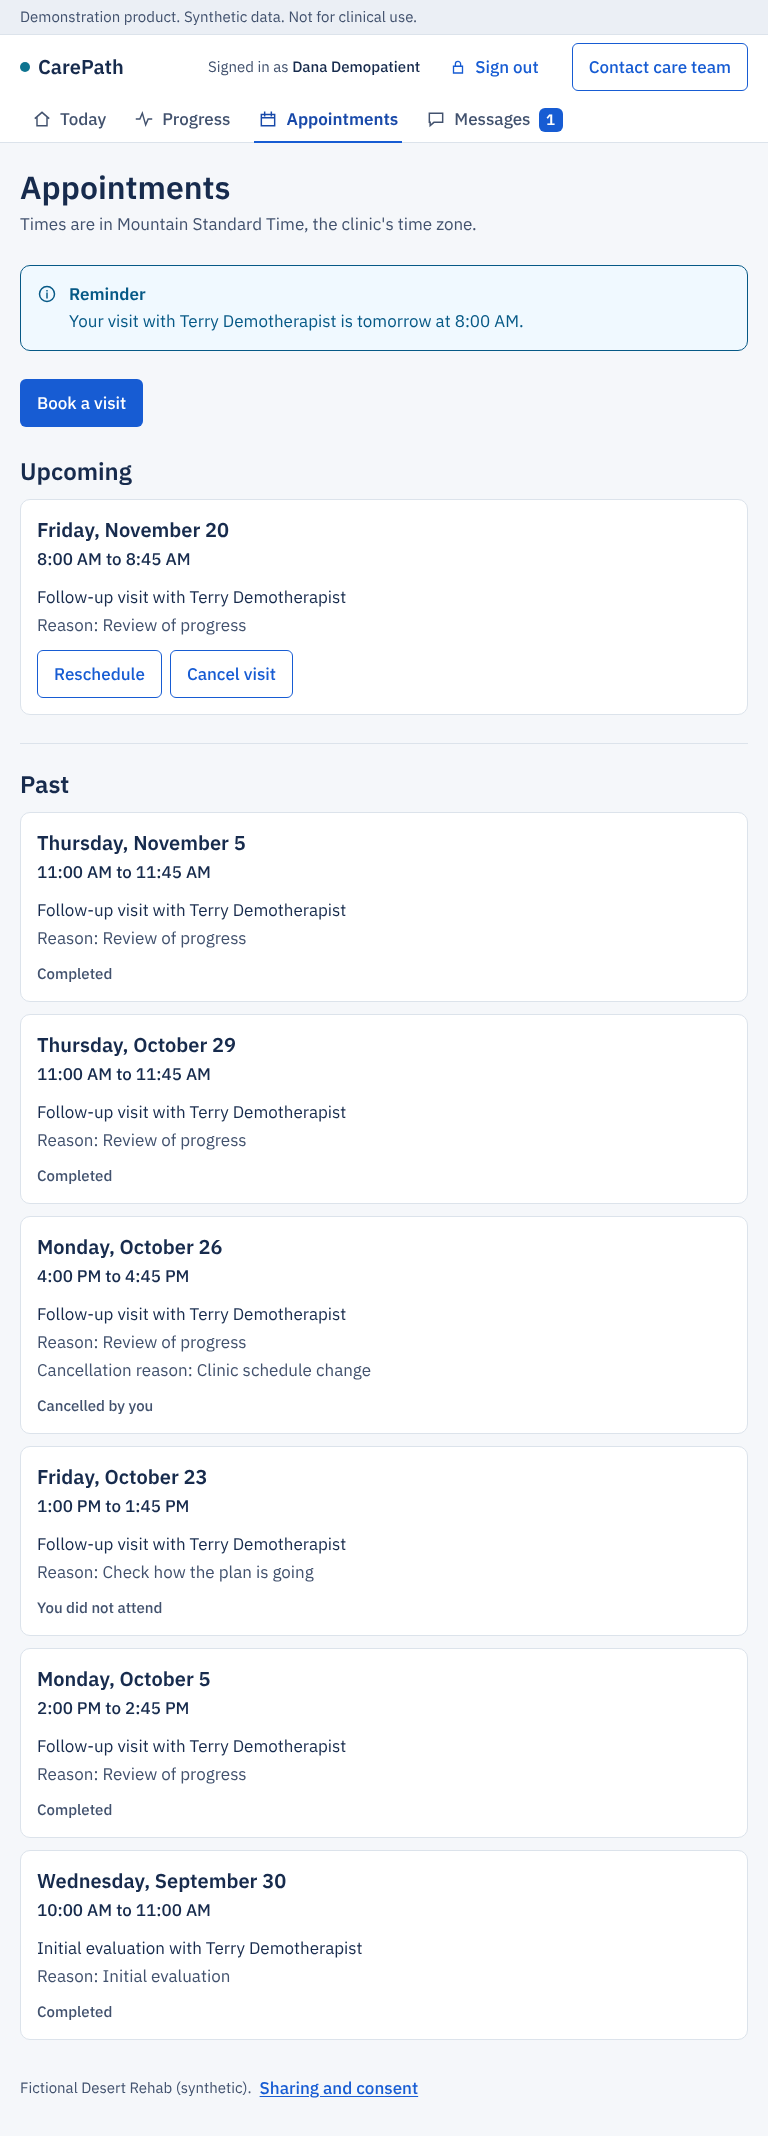 Demonstration product. Synthetic data. Not for clinical use.
CarePath
Signed in as Dana Demopatient
Sign out
Contact care team
Today
Progress
Appointments
Messages 1
Appointments
Times are in Mountain Standard Time, the clinic's time zone.
Reminder
Your visit with Terry Demotherapist is tomorrow at 8:00 AM.
Book a visit
Upcoming
Friday, November 20
8:00 AM to 8:45 AM
Follow-up visit with Terry Demotherapist
Reason: Review of progress
Reschedule
Cancel visit
Past
Thursday, November 5
11:00 AM to 11:45 AM
Follow-up visit with Terry Demotherapist
Reason: Review of progress
Completed
Thursday, October 29
11:00 AM to 11:45 AM
Follow-up visit with Terry Demotherapist
Reason: Review of progress
Completed
Monday, October 26
4:00 PM to 4:45 PM
Follow-up visit with Terry Demotherapist
Reason: Review of progress
Cancellation reason: Clinic schedule change
Cancelled by you
Friday, October 23
1:00 PM to 1:45 PM
Follow-up visit with Terry Demotherapist
Reason: Check how the plan is going
You did not attend
Monday, October 5
2:00 PM to 2:45 PM
Follow-up visit with Terry Demotherapist
Reason: Review of progress
Completed
Wednesday, September 30
10:00 AM to 11:00 AM
Initial evaluation with Terry Demotherapist
Reason: Initial evaluation
Completed
Fictional Desert Rehab (synthetic). Sharing and consent